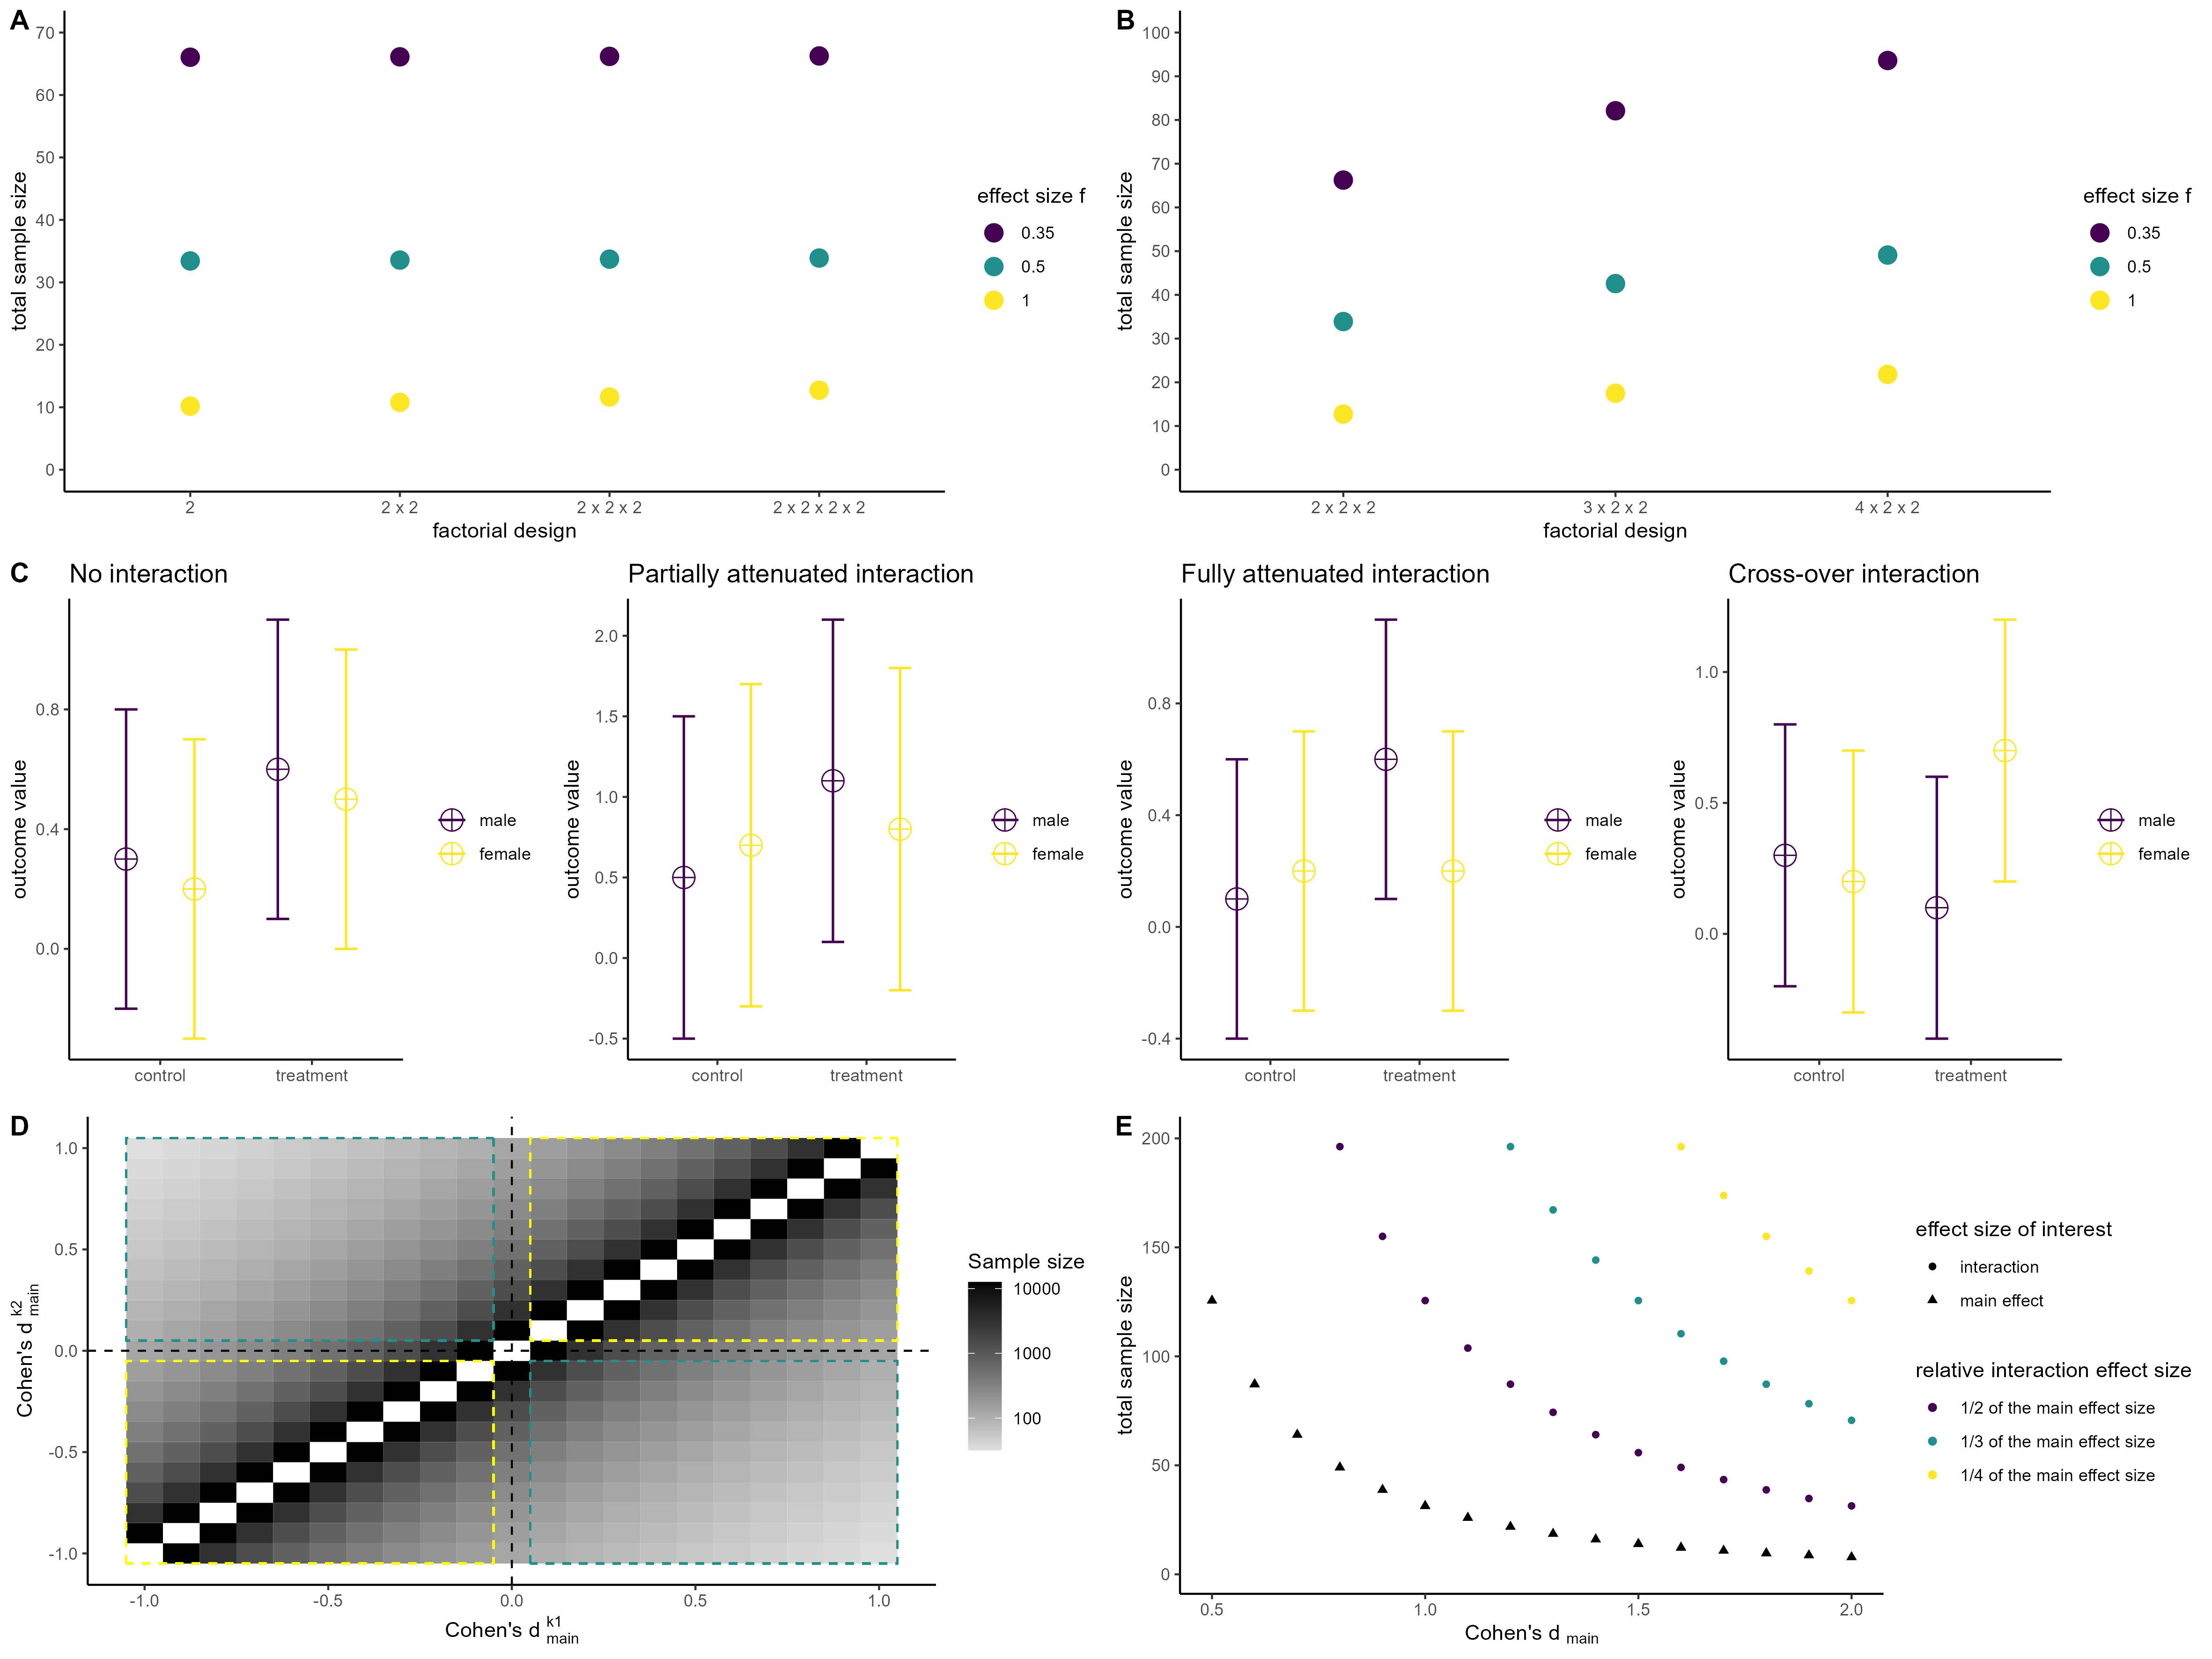 A
70
60
50
40
30
20
10
0
total sample size
2
2 x 2
2 x 2 x 2
2 x 2 x 2 x 2
factorial design
effect size f
0.35
0.5
1
B
100
90
80
70
60
50
40
30
20
10
0
total sample size
2 x 2 x 2
3 x 2 x 2
4 x 2 x 2
factorial design
effect size f
0.35
0.5
1
C
No interaction
0.8
0.4
0.0
outcome value
control
treatment
male
female
Partially attenuated interaction
2.0
1.5
1.0
0.5
0.0
-0.5
outcome value
control
treatment
male
female
Fully attenuated interaction
0.8
0.4
0.0
-0.4
outcome value
control
treatment
male
female
Cross-over interaction
1.0
0.5
0.0
outcome value
control
treatment
male
female
D
1.0
0.5
0.0
-0.5
-1.0
Cohen's d k2 main
-1.0
-0.5
0.0
0.5
1.0
Cohen's d k1 main
Sample size
10000
1000
100
E
200
150
100
50
0
total sample size
0.5
1.0
1.5
2.0
Cohen's d main
effect size of interest
interaction
main effect
relative interaction effect size
1/2 of the main effect size
1/3 of the main effect size
1/4 of the main effect size